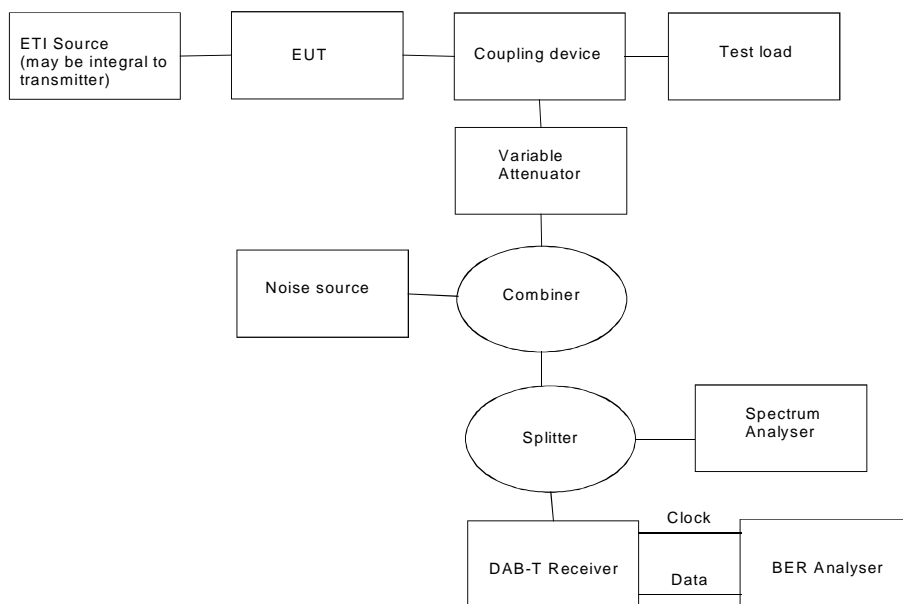 ETI Source
(may be integral to
transmitter)
EUT
Coupling device
Test load
Variable
Attenuator
Noise source
Combiner
Splitter
Spectrum
Analyser
Clock
DAB-T Receiver
BER Analyser
Data